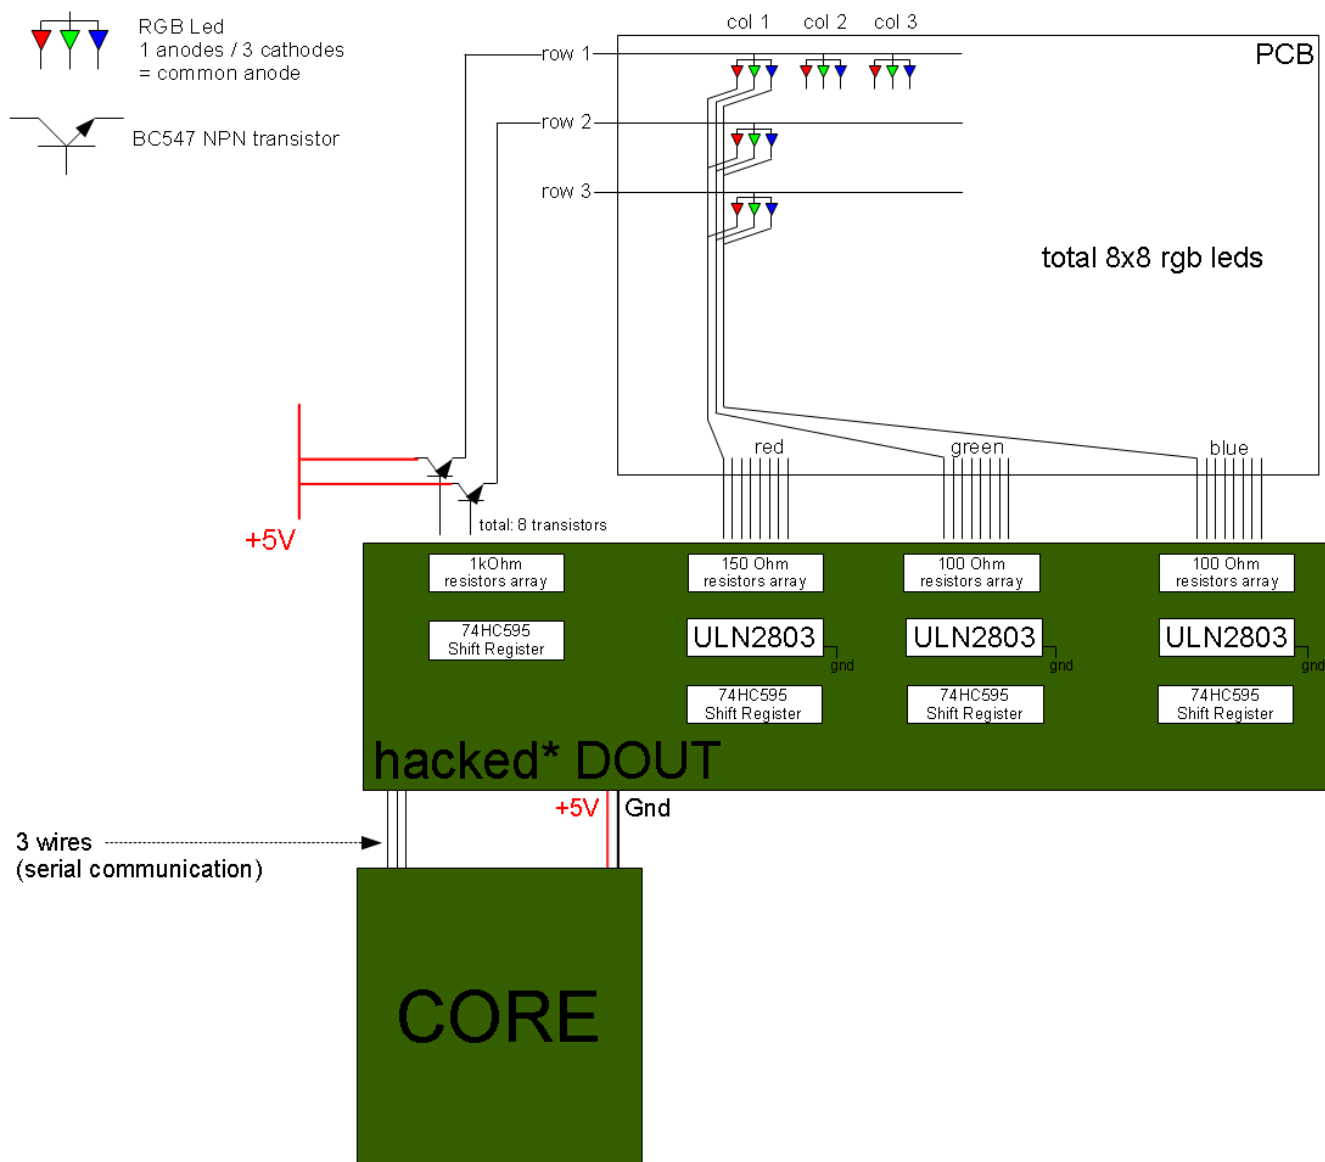 RGB Led
1 anodes / 3 cathodes
= common anode
BC547 NPN transistor
col 1 col 2 col 3
row 1
PCB
row 2
row 3
total 8x8 rgb leds
red green blue
+5V
total: 8 transistors
1kOhm
resistors array
150 Ohm
resistors array
100 Ohm
resistors array
100 Ohm
resistors array
74HC595
Shift Register
ULN2803
gnd
ULN2803
gnd
ULN2803
gnd
74HC595
Shift Register
74HC595
Shift Register
74HC595
Shift Register
hacked* DOUT
+5V Gnd
3 wires
(serial communication)
CORE